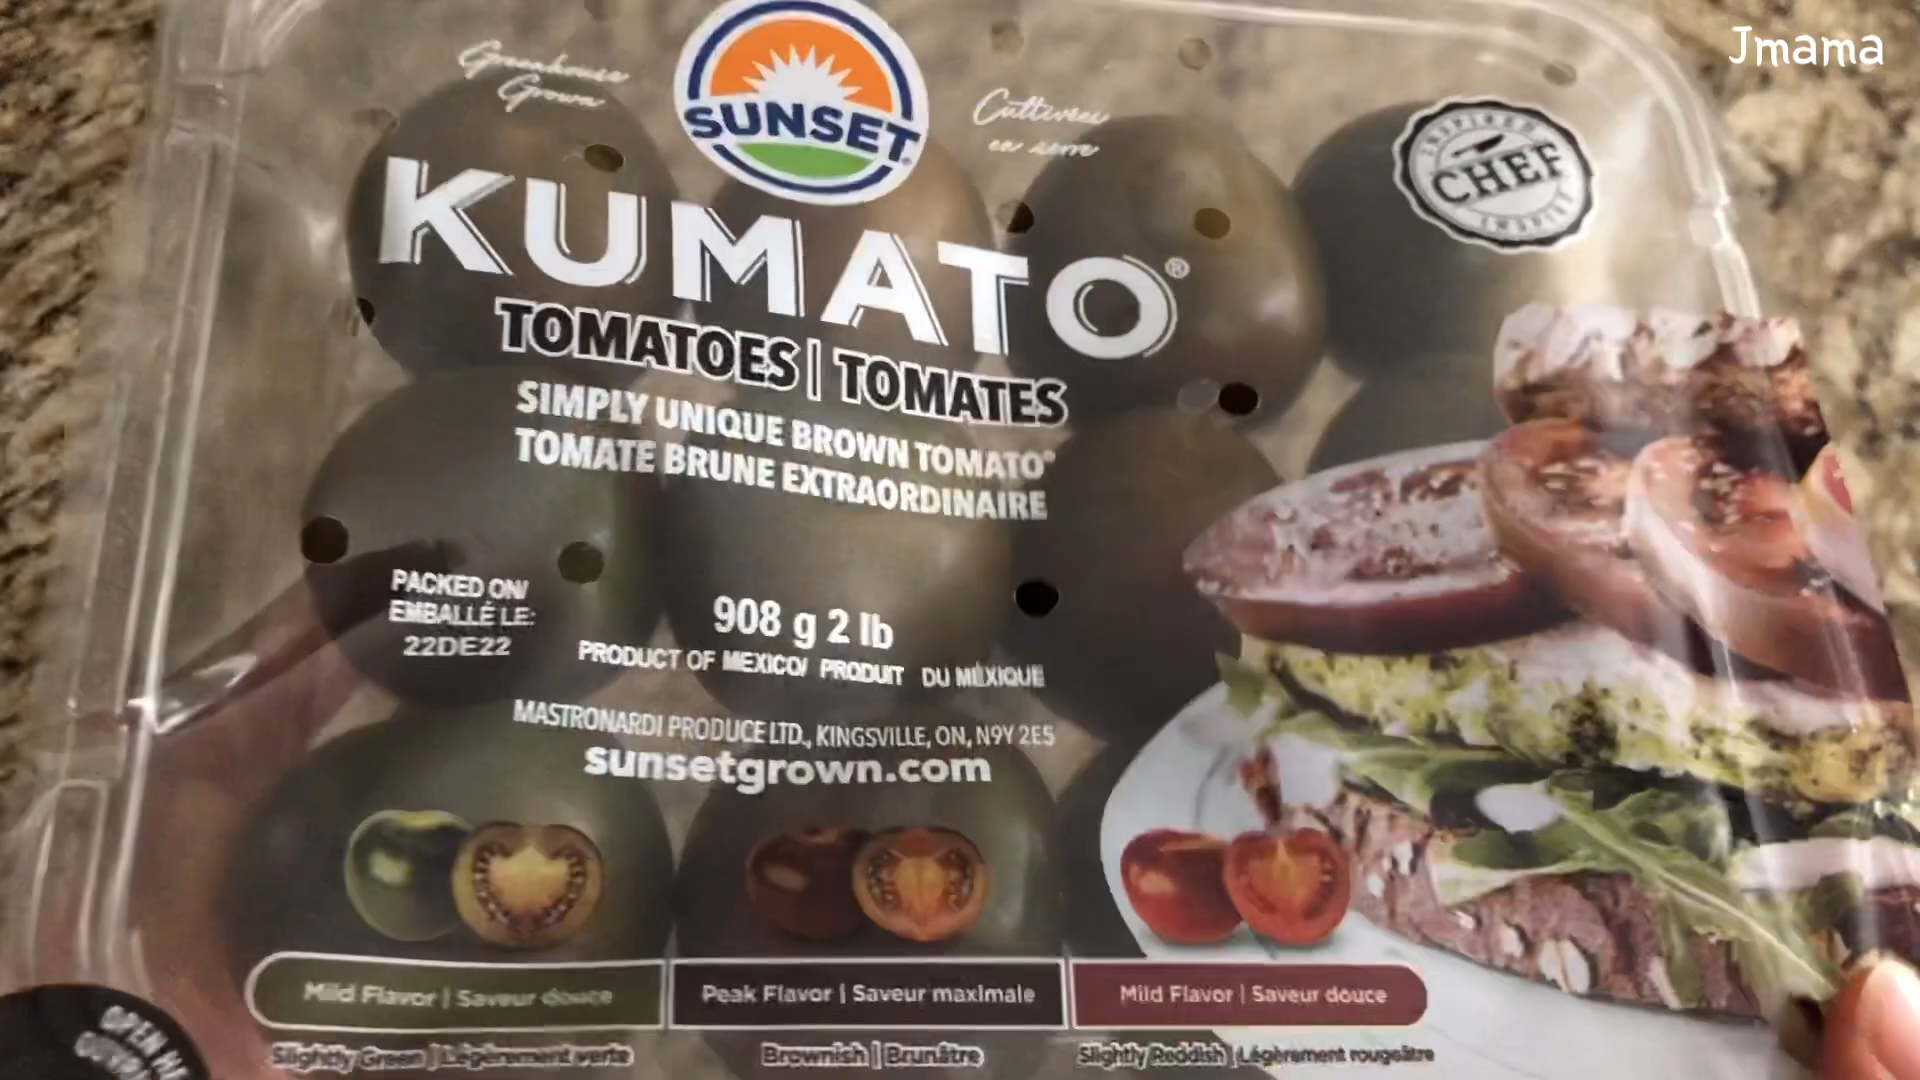 Jmama
Greenhouse
Grown
SUNSET
Cultivées
en serre
INSPIRED
CHEF
KUMATO®
TOMATOES | TOMATES
SIMPLY UNIQUE BROWN TOMATO®
TOMATE BRUNE EXTRAORDINAIRE
PACKED ON/
EMBALLÉ LE:
22DE22
908 g 2 lb
PRODUCT OF MEXICO/ PRODUIT DU MÉXIQUE
MASTRONARDI PRODUCE LTD., KINGSVILLE, ON, N9Y 2E5
sunsetgrown.com
Mild Flavor | Saveur douce
Peak Flavor | Saveur maximale
Mild Flavor | Saveur douce
Slightly Green | Légèrement verte
Brownish | Brunâtre
Slightly Reddish | Légèrement rougeâtre
OPEN